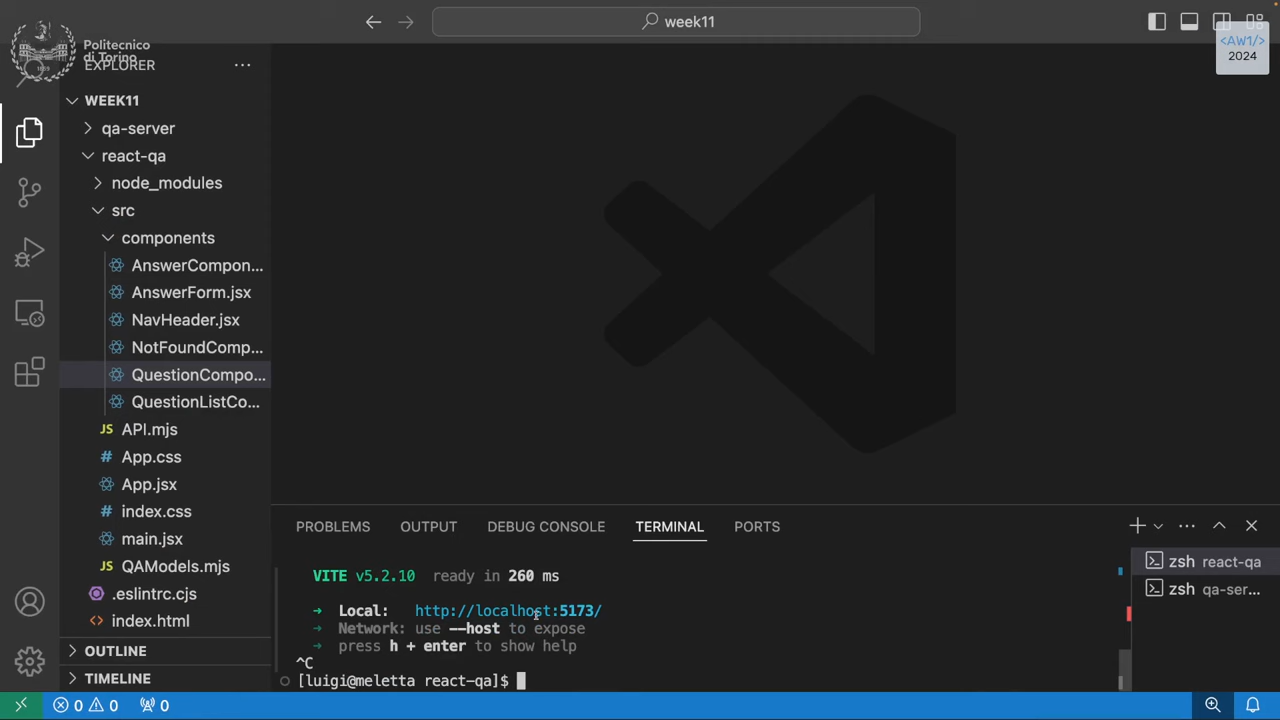 week11
Politecnico
di Torino
<AW1/>
2024
EXPLORER
WEEK11
qa-server
react-qa
node_modules
src
components
AnswerCompon...
AnswerForm.jsx
NavHeader.jsx
NotFoundComp...
QuestionCompo...
QuestionListCo...
JS API.mjs
# App.css
App.jsx
# index.css
main.jsx
JS QAModels.mjs
.eslintrc.cjs
<> index.html
OUTLINE
TIMELINE
PROBLEMS OUTPUT DEBUG CONSOLE TERMINAL PORTS
VITE v5.2.10 ready in 260 ms
➜ Local: http://localhost:5173/
➜ Network: use --host to expose
➜ press h + enter to show help
^C
[luigi@meletta react-qa]$
zsh react-qa
zsh qa-ser...
0 0 0